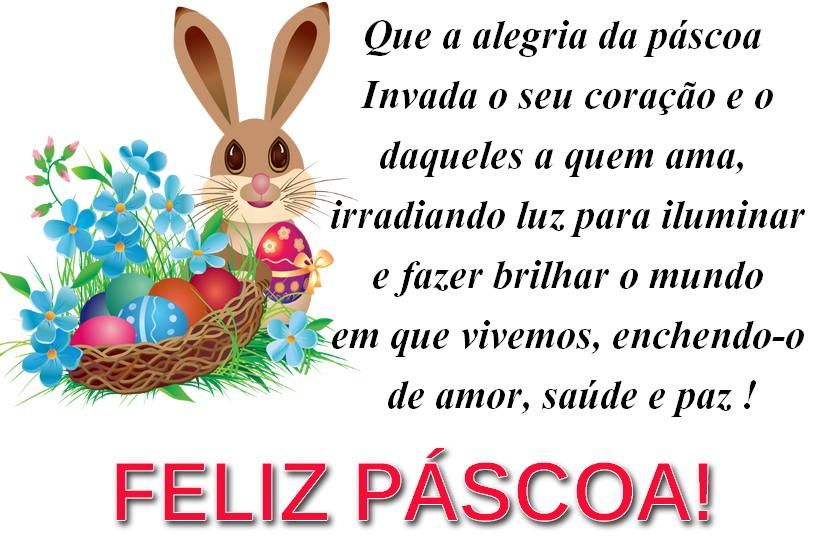 Que a alegria da páscoa
Invada o seu coração e o
daqueles a quem ama,
irradiando luz para iluminar
e fazer brilhar o mundo
em que vivemos, enchendo-o
de amor, saúde e paz !
FELIZ PÁSCOA!